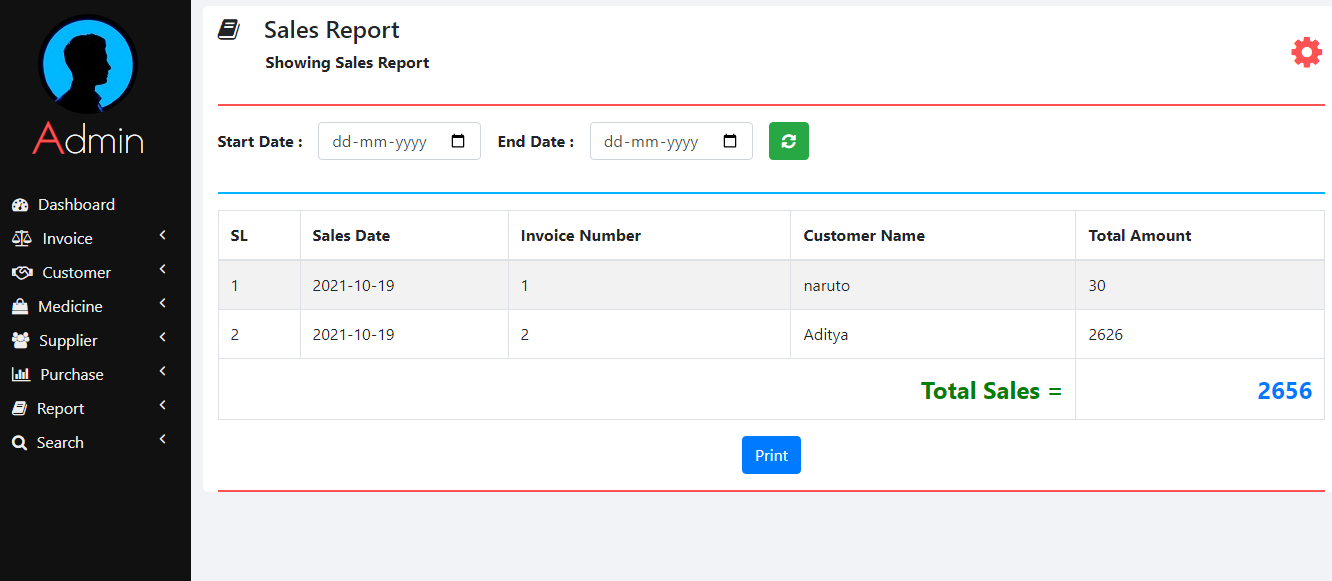 Admin
Dashboard
Invoice
Customer
Medicine
Supplier
Purchase
Report
Search
Sales Report
Showing Sales Report
Start Date : dd-mm-yyyy End Date : dd-mm-yyyy
SL Sales Date Invoice Number Customer Name Total Amount
1 2021-10-19 1 naruto 30
2 2021-10-19 2 Aditya 2626
Total Sales = 2656
Print